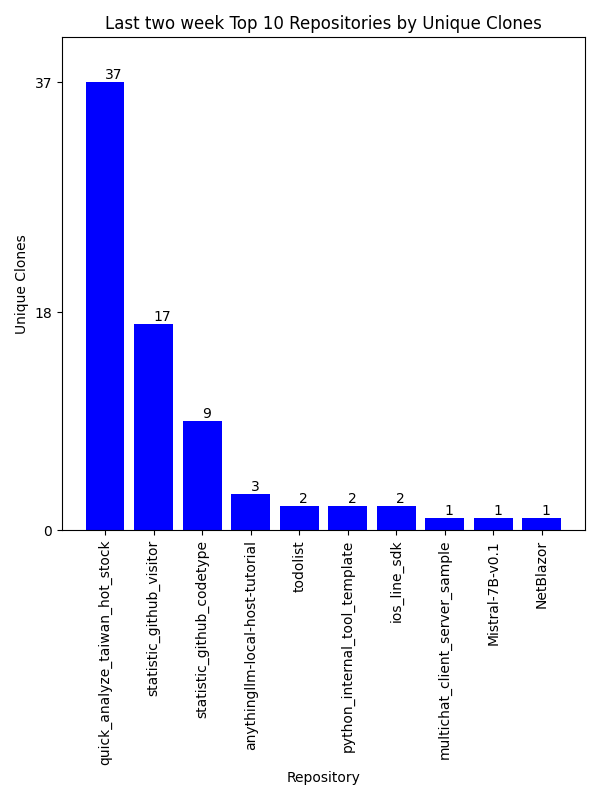 Last two week Top 10 Repositories by Unique Clones
Unique Clones
37
18
0
37
17
9
3
2
2
2
1
1
1
quick_analyze_taiwan_hot_stock
statistic_github_visitor
statistic_github_codetype
anythingllm-local-host-tutorial
todolist
python_internal_tool_template
ios_line_sdk
multichat_client_server_sample
Mistral-7B-v0.1
NetBlazor
Repository